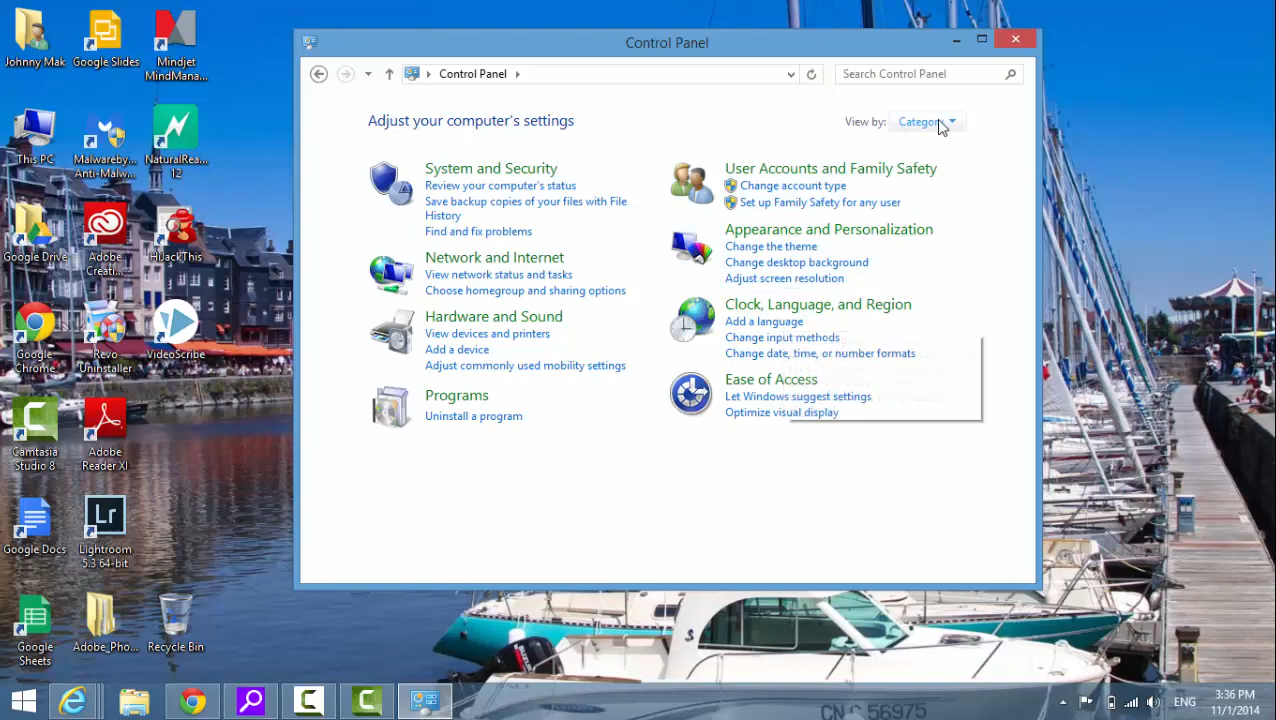 Johnny Mak
Google Slides
Mindjet
MindMana...
This PC
Malwareby...
Anti-Malw...
NaturalRea...
12
Google Drive
Adobe
Creati...
HiJackThis
Google
Chrome
Revo
Uninstaller
VideoScribe
Camtasia
Studio 8
Adobe
Reader XI
Google Docs
Lr
Lightroom
5.3 64-bit
Google
Sheets
Adobe_Pho...
Recycle Bin
Control Panel
Control Panel
Search Control Panel
Adjust your computer's settings
View by: Category
System and Security
Review your computer's status
Save backup copies of your files with File
History
Find and fix problems
Network and Internet
View network status and tasks
Choose homegroup and sharing options
Hardware and Sound
View devices and printers
Add a device
Adjust commonly used mobility settings
Programs
Uninstall a program
User Accounts and Family Safety
Change account type
Set up Family Safety for any user
Appearance and Personalization
Change the theme
Change desktop background
Adjust screen resolution
Clock, Language, and Region
Add a language
Change input methods
Change date, time, or number formats
Ease of Access
Let Windows suggest settings
Optimize visual display
SUZUKI
CN C 56975
ENG
3:36 PM
11/1/2014